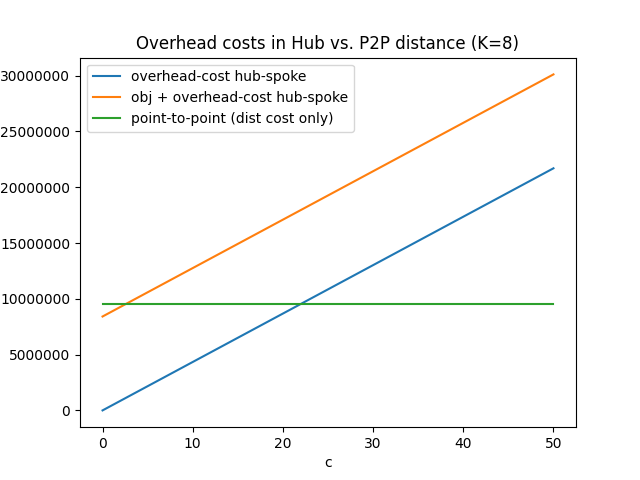 Overhead costs in Hub vs. P2P distance (K=8)
overhead-cost hub-spoke
obj + overhead-cost hub-spoke
point-to-point (dist cost only)
30000000
25000000
20000000
15000000
10000000
5000000
0
0 10 20 30 40 50
c